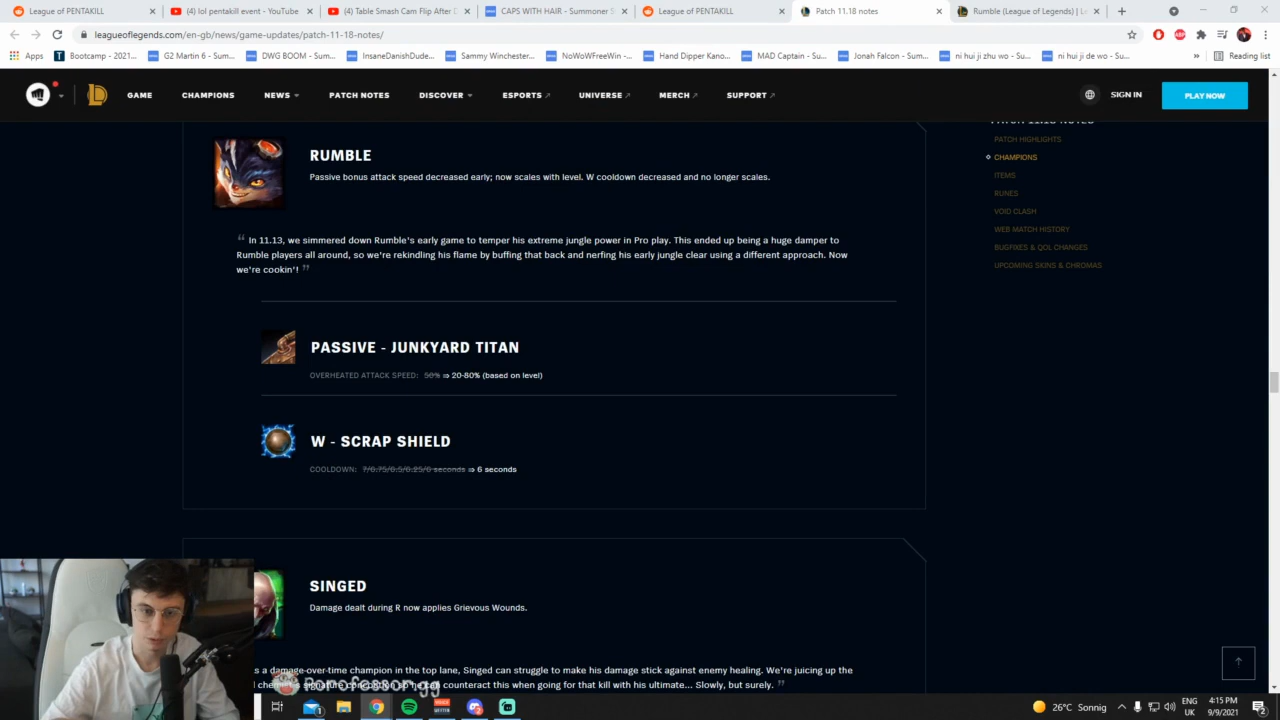 League of PENTAKILL
(4) lol pentakill event - YouTube
(4) Table Smash Cam Flip After
CAPS WITH HAIR - Summoner S
League of PENTAKILL
Patch 11.18 notes
Rumble (League of Legends) | L
leagueoflegends.com/en-gb/news/game-updates/patch-11-18-notes/
Apps
Bootcamp - 2021...
G2 Martin 6 - Sum...
DWG BOOM - Sum...
InsaneDanishDude...
Sammy Winchester...
NoWoWFreeWin -...
Hand Dipper Kano...
MAD Captain - Su...
Jonah Falcon - Su...
ni hui ji zhu wo - Su...
ni hui ji de wo - Su...
»
Reading list
GAME
CHAMPIONS
NEWS
PATCH NOTES
DISCOVER
ESPORTS
UNIVERSE
MERCH
SUPPORT
SIGN IN
PLAY NOW
PATCH 11.18 NOTES
PATCH HIGHLIGHTS
CHAMPIONS
ITEMS
RUNES
VOID CLASH
WEB MATCH HISTORY
BUGFIXES & QOL CHANGES
UPCOMING SKINS & CHROMAS
RUMBLE
Passive bonus attack speed decreased early; now scales with level. W cooldown decreased and no longer scales.
“ In 11.13, we simmered down Rumble's early game to temper his extreme jungle power in Pro play. This ended up being a huge damper to
Rumble players all around, so we're rekindling his flame by buffing that back and nerfing his early jungle clear using a different approach. Now
we're cookin'! ”
PASSIVE - JUNKYARD TITAN
OVERHEATED ATTACK SPEED: 50% ⇒ 20-80% (based on level)
W - SCRAP SHIELD
COOLDOWN: 7/6.75/6.5/6.25/6 seconds ⇒ 6 seconds
SINGED
Damage dealt during R now applies Grievous Wounds.
s a damage-over-time champion in the top lane, Singed can struggle to make his damage stick against enemy healing. We're juicing up the
counteract this when going for that kill with his ultimate... Slowly, but surely. ”
26°C Sonnig
ENG
UK
4:15 PM
9/9/2021
2